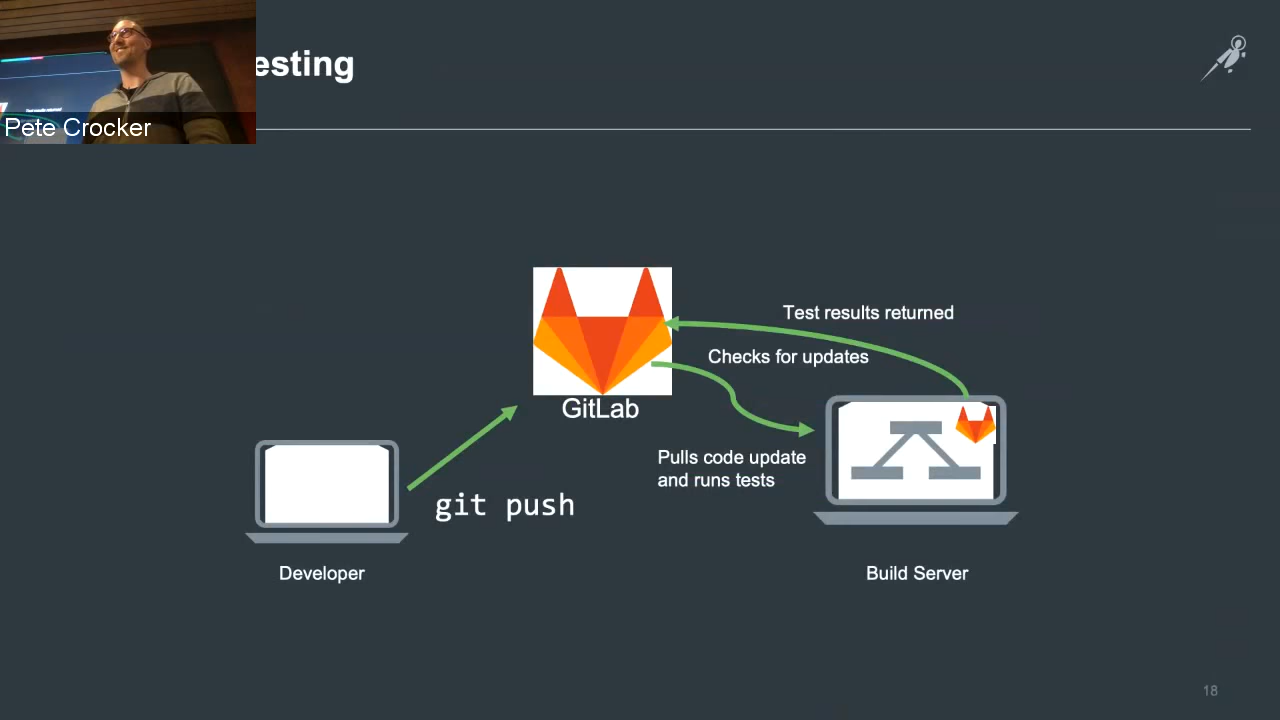 esting
Pete Crocker
Test results returned
Checks for updates
GitLab
Pulls code update
and runs tests
git push
Developer
Build Server
18